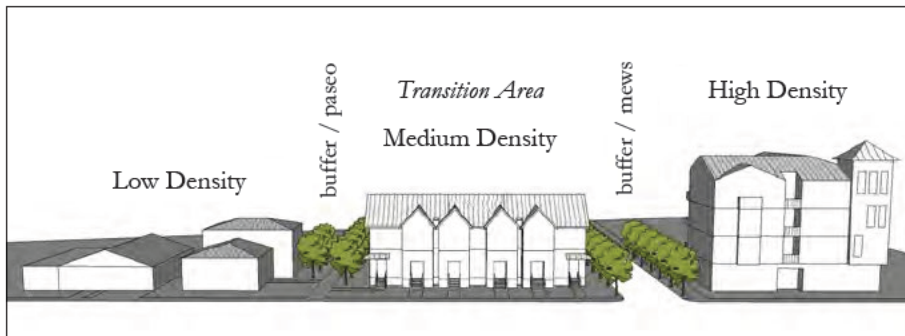 Low Density
buffer / paseo
Transition Area
Medium Density
buffer / mews
High Density